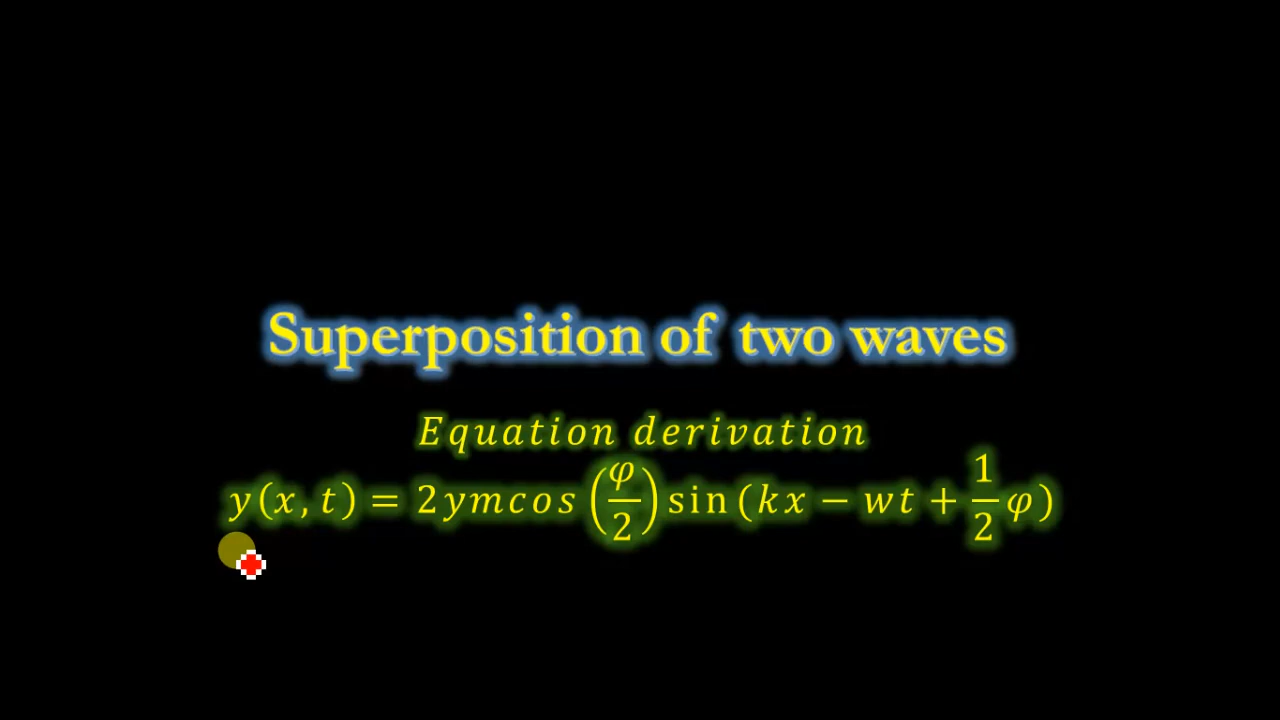 Superposition of two waves
Equation derivation
y(x,t) = 2ymcos(φ/2)sin(kx − wt + 1/2 φ)